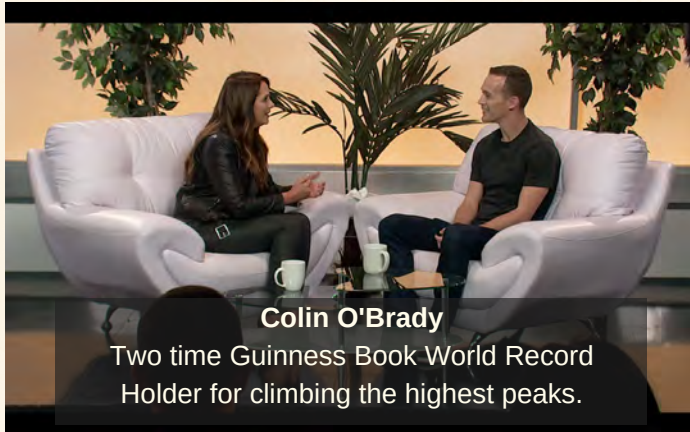 Colin O'Brady
Two time Guinness Book World Record
Holder for climbing the highest peaks.